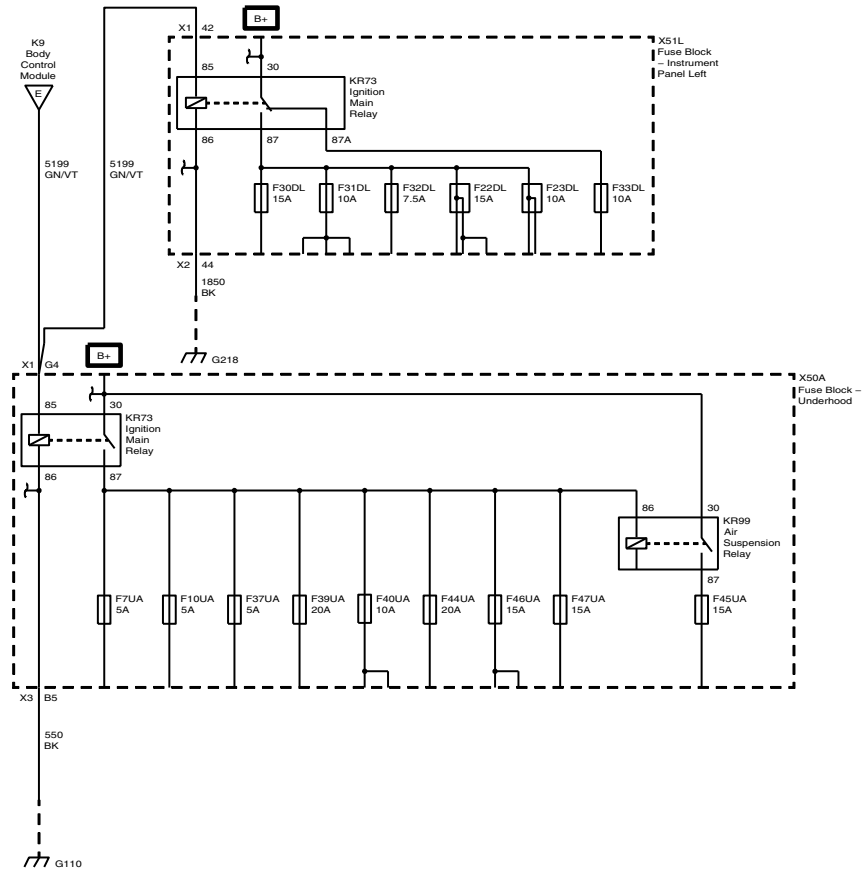 B+
X1 42
K9
Body
Control
Module
E
X51L
Fuse Block
– Instrument
Panel Left
85
30
KR73
Ignition
Main
Relay
86
87
87A
5199
GN/VT
5199
GN/VT
F30DL
15A
F31DL
10A
F32DL
7.5A
F22DL
15A
F23DL
10A
F33DL
10A
X2 44
1850
BK
G218
B+
X1 G4
X50A
Fuse Block –
Underhood
85
30
KR73
Ignition
Main
Relay
86
87
86
30
KR99
Air
Suspension
Relay
87
F7UA
5A
F10UA
5A
F37UA
5A
F39UA
20A
F40UA
10A
F44UA
20A
F46UA
15A
F47UA
15A
F45UA
15A
X3 B5
550
BK
G110